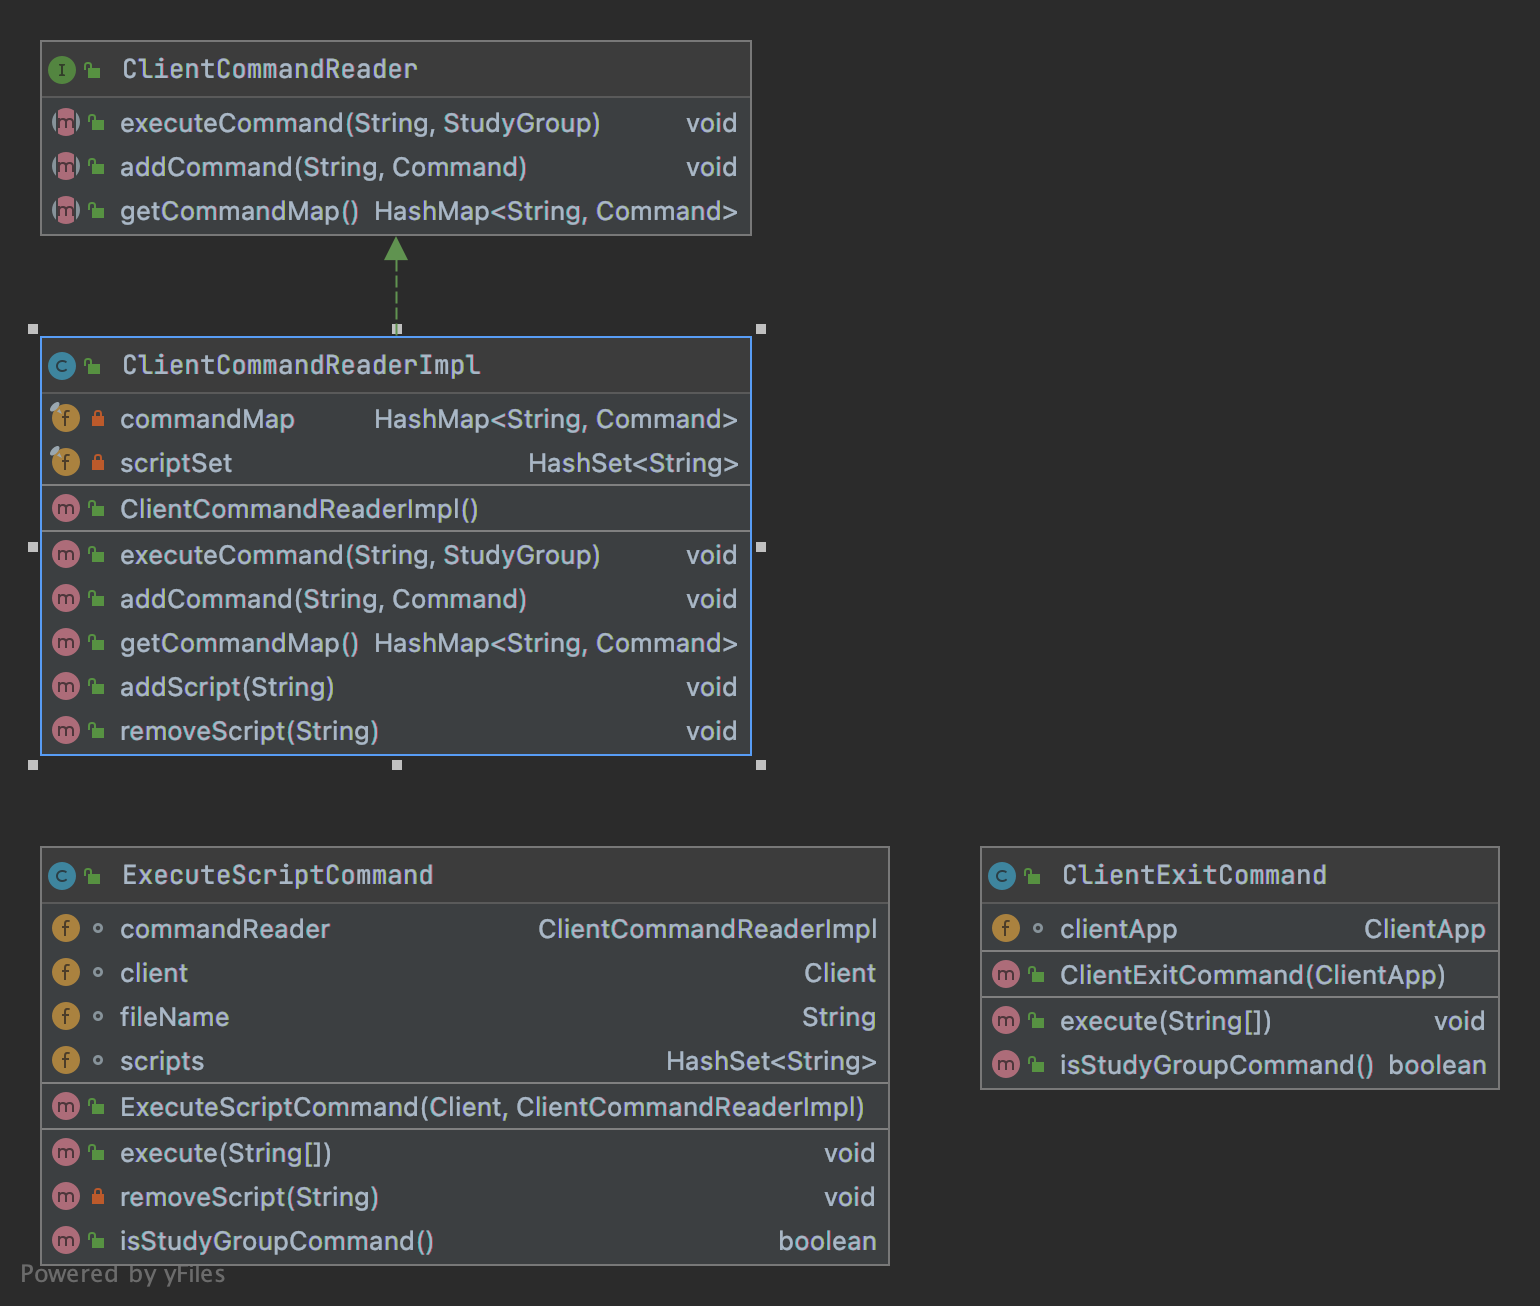 ClientCommandReader
executeCommand(String, StudyGroup) void
addCommand(String, Command) void
getCommandMap() HashMap<String, Command>
ClientCommandReaderImpl
commandMap HashMap<String, Command>
scriptSet HashSet<String>
ClientCommandReaderImpl()
executeCommand(String, StudyGroup) void
addCommand(String, Command) void
getCommandMap() HashMap<String, Command>
addScript(String) void
removeScript(String) void
ExecuteScriptCommand
commandReader ClientCommandReaderImpl
client Client
fileName String
scripts HashSet<String>
ExecuteScriptCommand(Client, ClientCommandReaderImpl)
execute(String[]) void
removeScript(String) void
isStudyGroupCommand() boolean
ClientExitCommand
clientApp ClientApp
ClientExitCommand(ClientApp)
execute(String[]) void
isStudyGroupCommand() boolean
Powered by yFiles